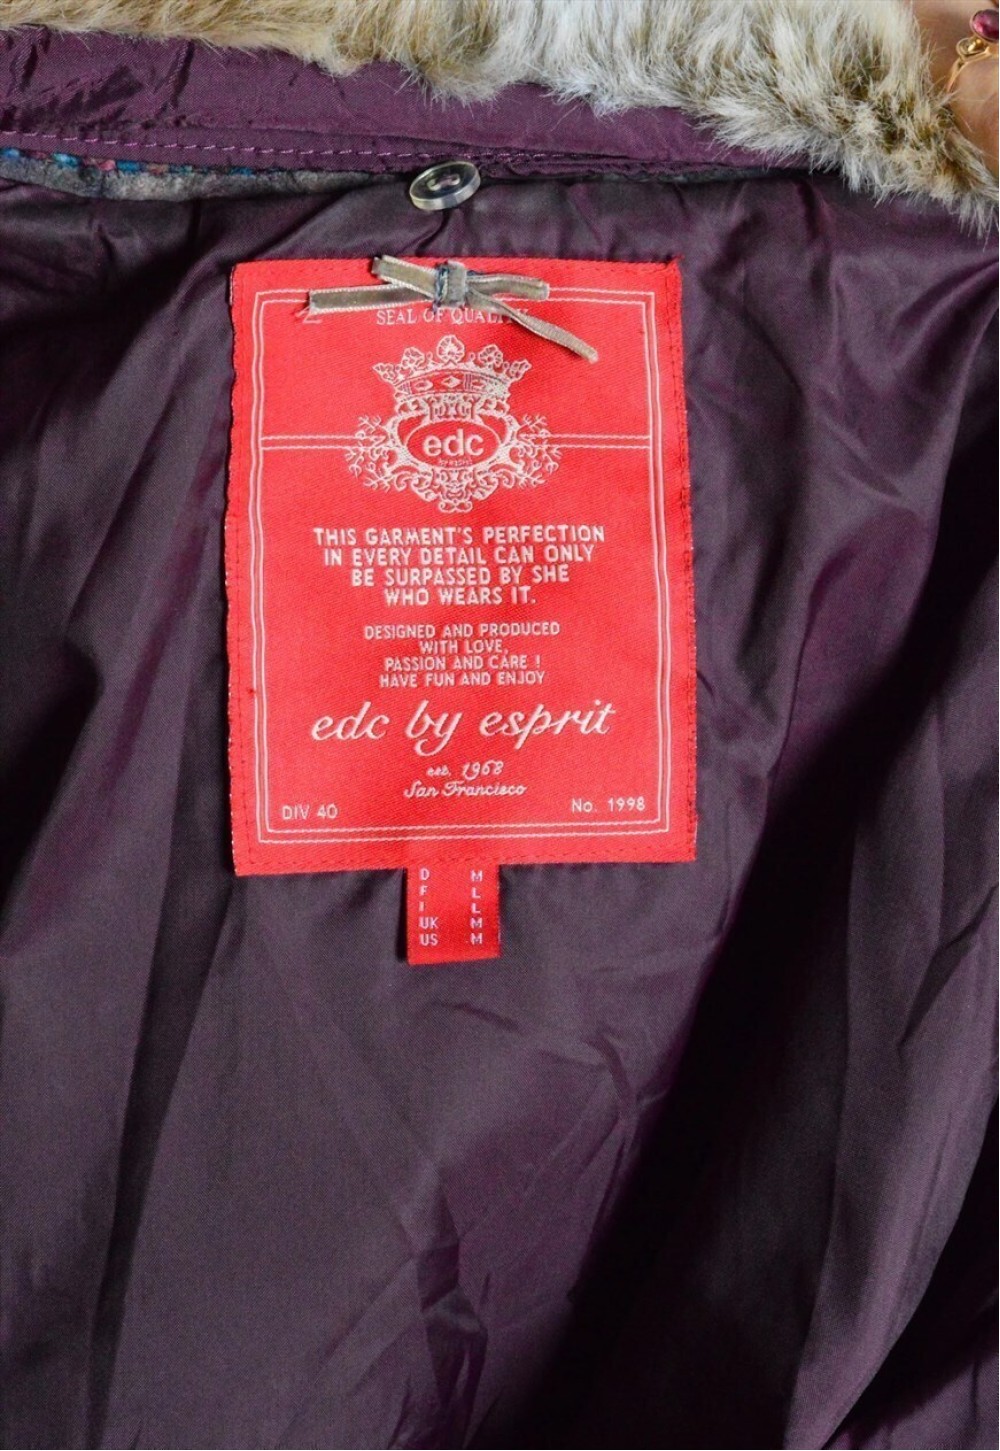 SEAL OF QUALITY
edc
THIS GARMENT'S PERFECTION
IN EVERY DETAIL CAN ONLY
BE SURPASSED BY SHE
WHO WEARS IT.
DESIGNED AND PRODUCED
WITH LOVE,
PASSION AND CARE !
HAVE FUN AND ENJOY
edc by esprit
est. 1968
San Francisco
DIV 40 No. 1998
D M
F L
I L
UK M
US M